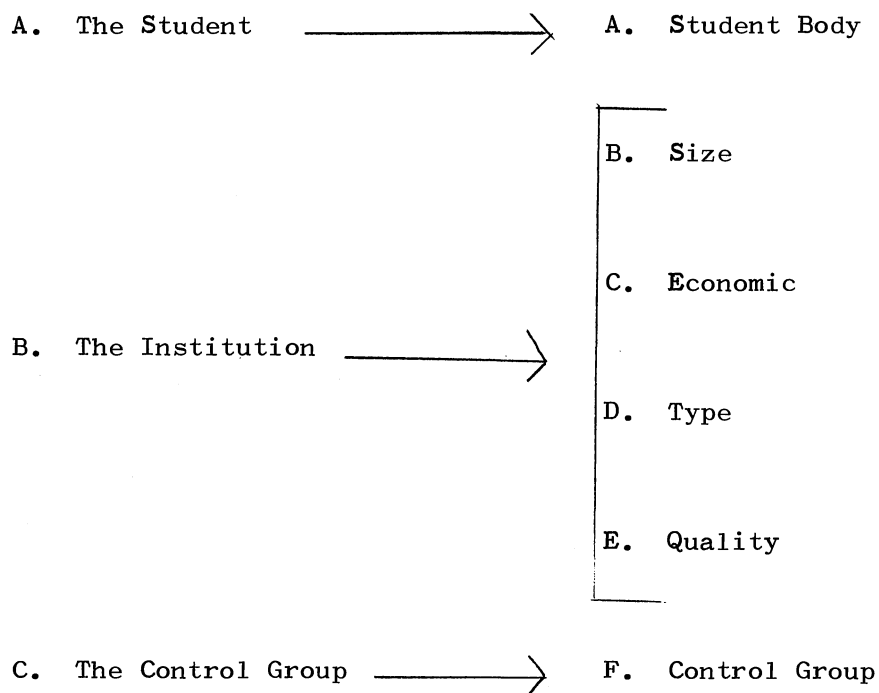 A. The Student A. Student Body
B. Size
C. Economic
B. The Institution
D. Type
E. Quality
C. The Control Group F. Control Group